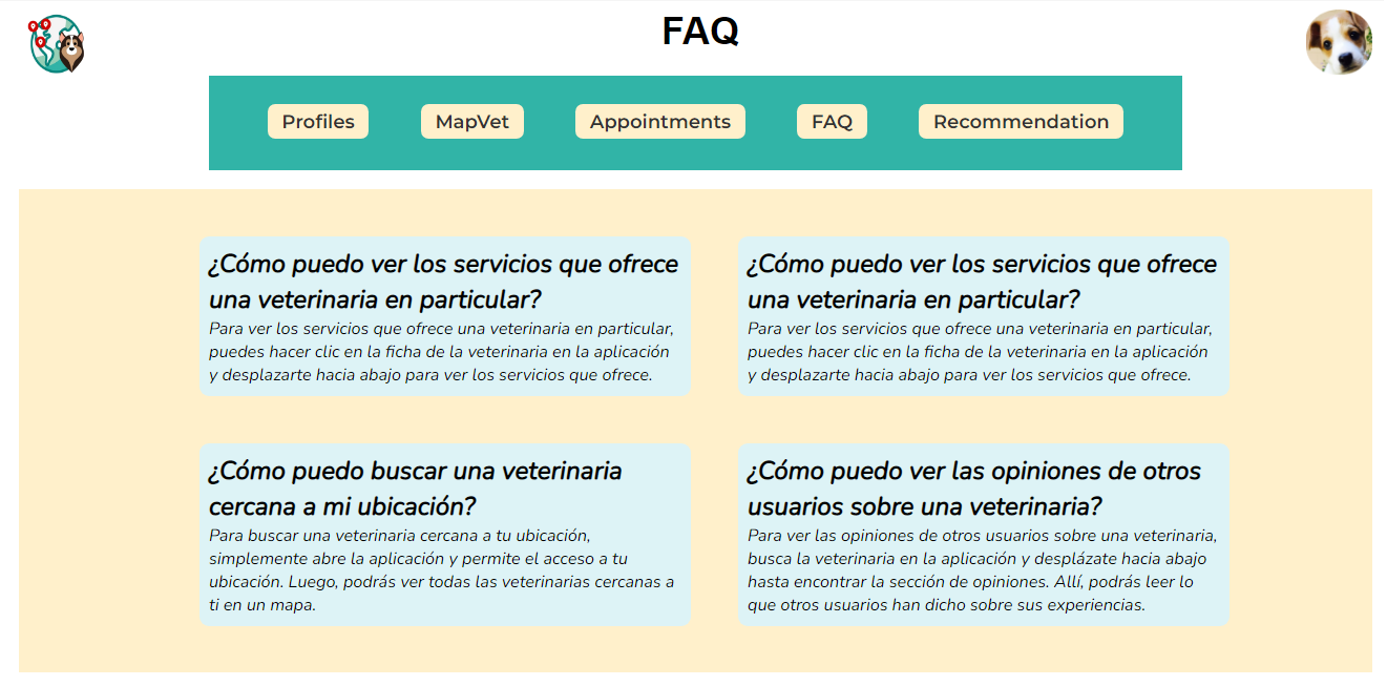 FAQ
Profiles
MapVet
Appointments
FAQ
Recommendation
¿Cómo puedo ver los servicios que ofrece
una veterinaria en particular?
Para ver los servicios que ofrece una veterinaria en particular,
puedes hacer clic en la ficha de la veterinaria en la aplicación
y desplazarte hacia abajo para ver los servicios que ofrece.
¿Cómo puedo ver los servicios que ofrece
una veterinaria en particular?
Para ver los servicios que ofrece una veterinaria en particular,
puedes hacer clic en la ficha de la veterinaria en la aplicación
y desplazarte hacia abajo para ver los servicios que ofrece.
¿Cómo puedo buscar una veterinaria
cercana a mi ubicación?
Para buscar una veterinaria cercana a tu ubicación,
simplemente abre la aplicación y permite el acceso a tu
ubicación. Luego, podrás ver todas las veterinarias cercanas a
ti en un mapa.
¿Cómo puedo ver las opiniones de otros
usuarios sobre una veterinaria?
Para ver las opiniones de otros usuarios sobre una veterinaria,
busca la veterinaria en la aplicación y desplázate hacia abajo
hasta encontrar la sección de opiniones. Allí, podrás leer lo
que otros usuarios han dicho sobre sus experiencias.